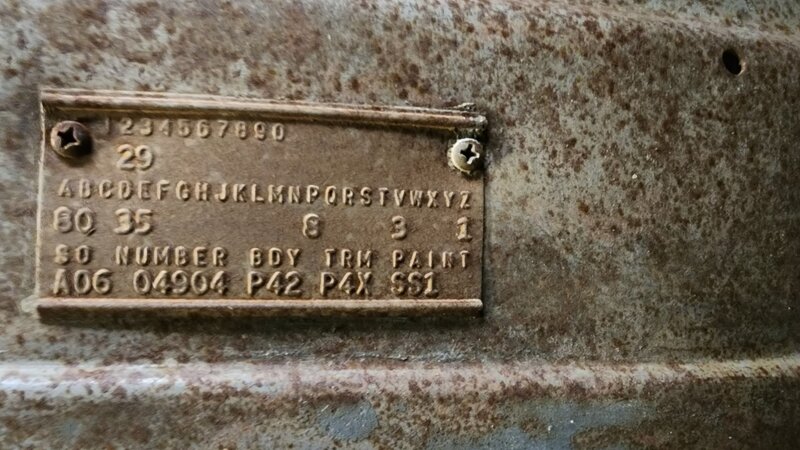 1234567890
29
ABCDEFGHJKLMNPQRSTVWXYZ
8Q 35 8 3 1
SO NUMBER BDY TRM PAINT
A06 04904 P42 P4X SS1